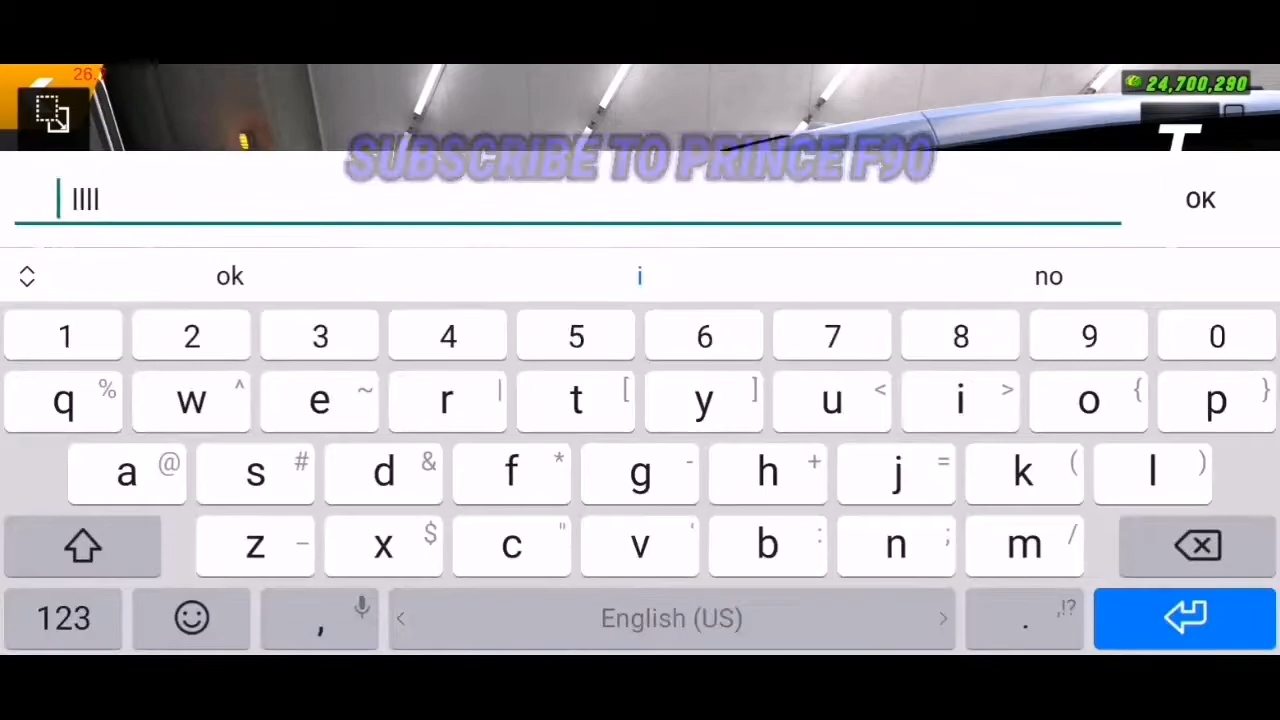 26.
24,700,290
T
SUBSCRIBE TO PRINCE F90
llll OK
ok i no
1 2 3 4 5 6 7 8 9 0
q % w ^ e ~ r | t [ y ] u < i > o { p }
a @ s # d & f * g - h + j = k ( l )
z _ x $ c " v ' b : n ; m /
123 , < English (US) > . ,!?